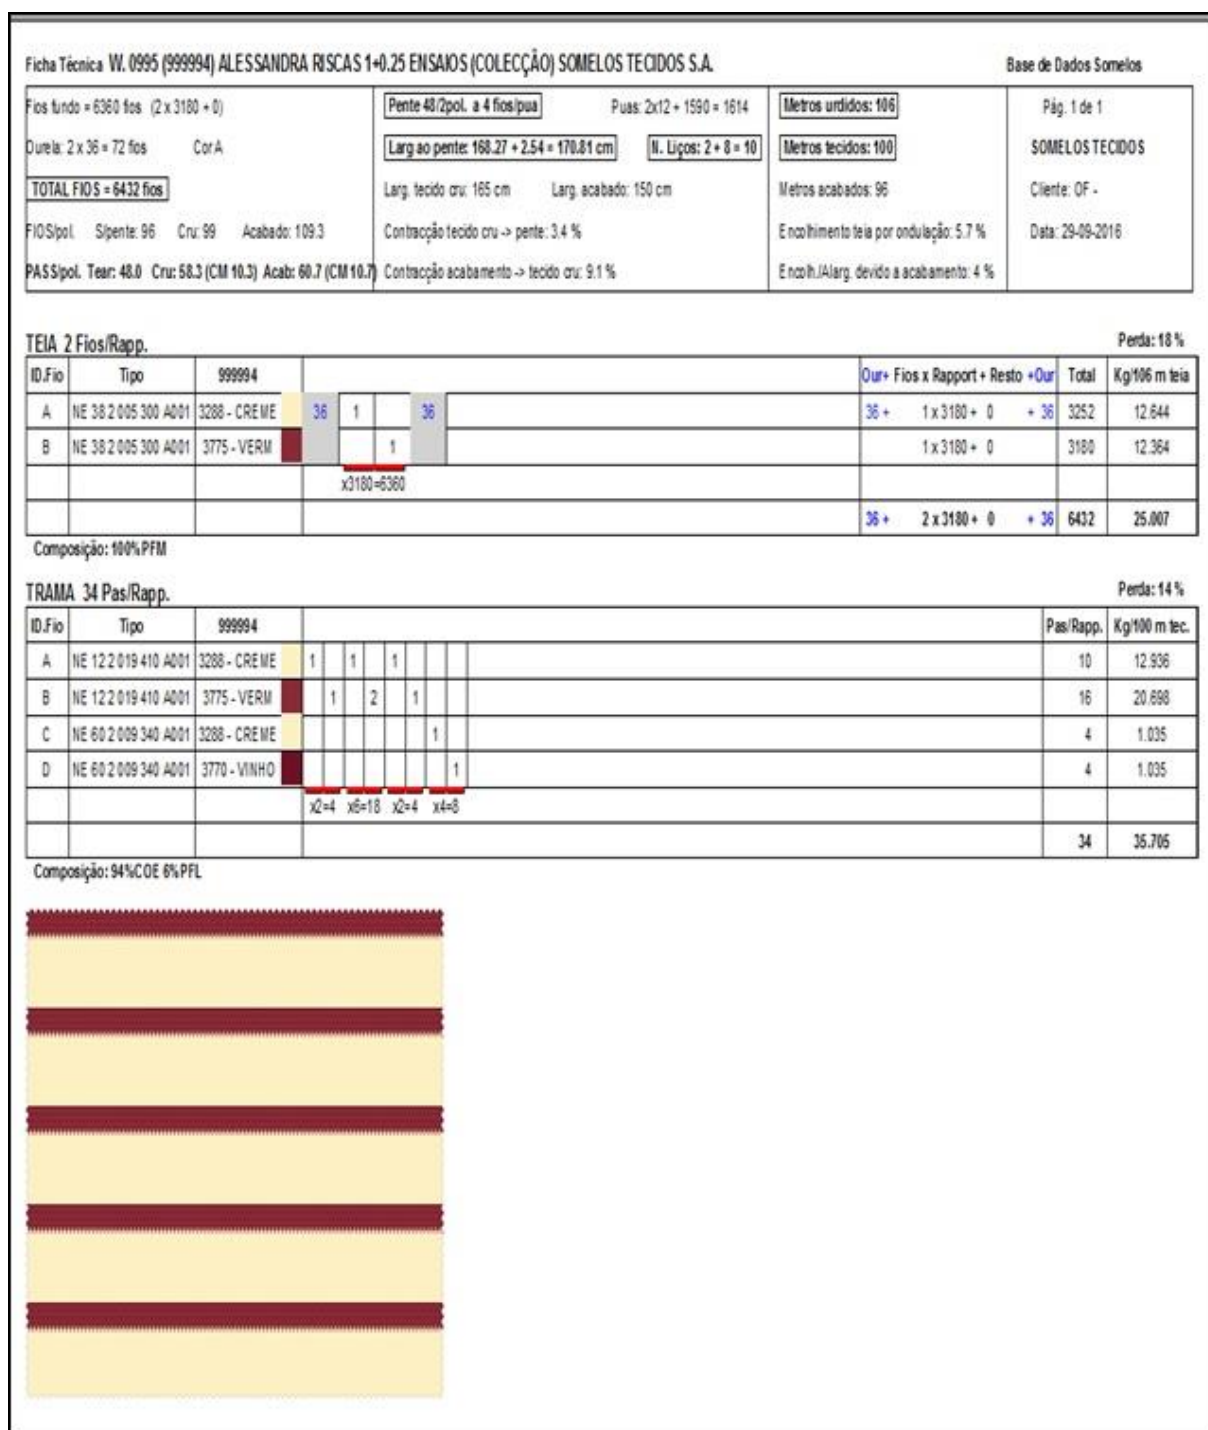 Ficha Técnica W. 0995 (999994) ALESSANDRA RISCAS 1+0.25 ENSAIOS (COLECÇÃO) SOMELOS TECIDOS S.A. Base de Dados Somelos
Fios fundo = 6360 fios (2 x 3180 + 0) Pente 48/2pol. a 4 fios/pua Puas: 2x12 + 1590 = 1614 Metros urdidos: 106 Pág. 1 de 1
Ourela: 2 x 36 = 72 fios Cor A Larg ao pente: 168.27 + 2.54 = 170.81 cm N. Liços: 2 + 8 = 10 Metros tecidos: 100 SOMELOS TECIDOS
TOTAL FIOS = 6432 fios Larg. tecido cru: 165 cm Larg. acabado: 150 cm Metros acabados: 96 Cliente: OF -
FIOS/pol. S/pente: 96 Cru: 99 Acabado: 109.3 Contracção tecido cru -> pente: 3.4 % Encolhimento teia por ondulação: 5.7 % Data: 29-09-2016
PASS/pol. Tear: 48.0 Cru: 58.3 (CM 10.3) Acab: 60.7 (CM 10.7) Contracção acabamento -> tecido cru: 9.1 % Encolh./Alarg. devido a acabamento: 4 %
TEIA 2 Fios/Rapp. Perda: 18 %
ID.Fio Tipo 999994 Our+ Fios x Rapport + Resto +Our Total Kg/106 m teia
A NE 38 2 005 300 A001 3288 - CREME 36 1 36 36 + 1 x 3180 + 0 + 36 3252 12.644
B NE 38 2 005 300 A001 3775 - VERM 1 1 x 3180 + 0 3180 12.364
x3180=6360
36 + 2 x 3180 + 0 + 36 6432 25.007
Composição: 100%PFM
TRAMA 34 Pas/Rapp. Perda: 14 %
ID.Fio Tipo 999994 Pas/Rapp. Kg/100 m tec.
A NE 12 2 019 410 A001 3288 - CREME 1 1 1 10 12.936
B NE 12 2 019 410 A001 3775 - VERM 1 2 1 16 20.698
C NE 60 2 009 340 A001 3288 - CREME 1 4 1.035
D NE 60 2 009 340 A001 3770 - VINHO 1 4 1.035
x2=4 x6=18 x2=4 x4=8
34 35.705
Composição: 94%COE 6%PFL